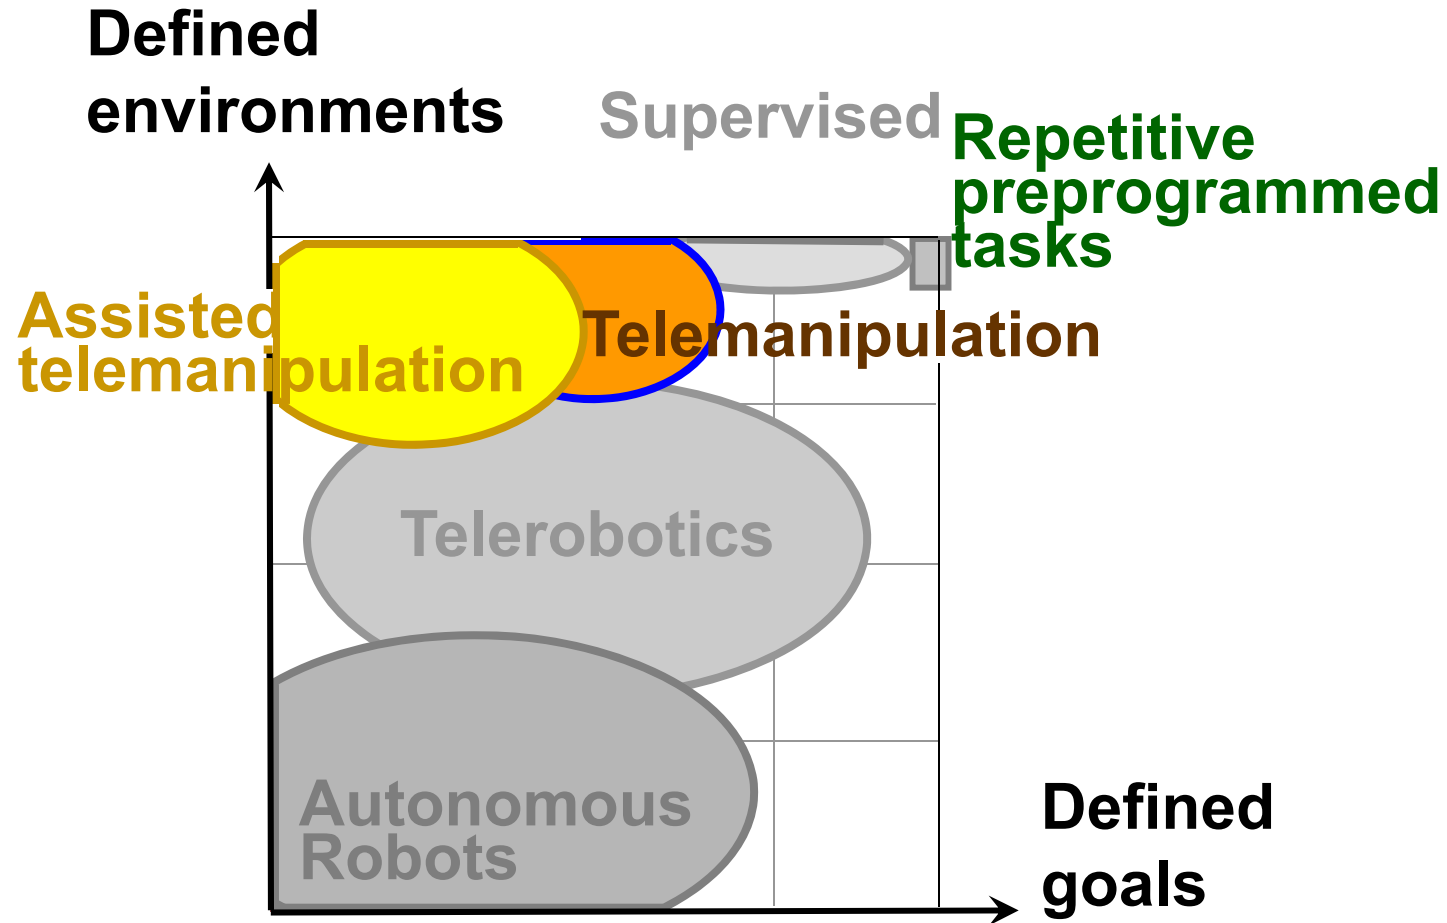 Defined
environments
Supervised
Repetitive
preprogrammed
tasks
Assisted
telemanipulation
Telemanipulation
Telerobotics
Autonomous
Robots
Defined
goals